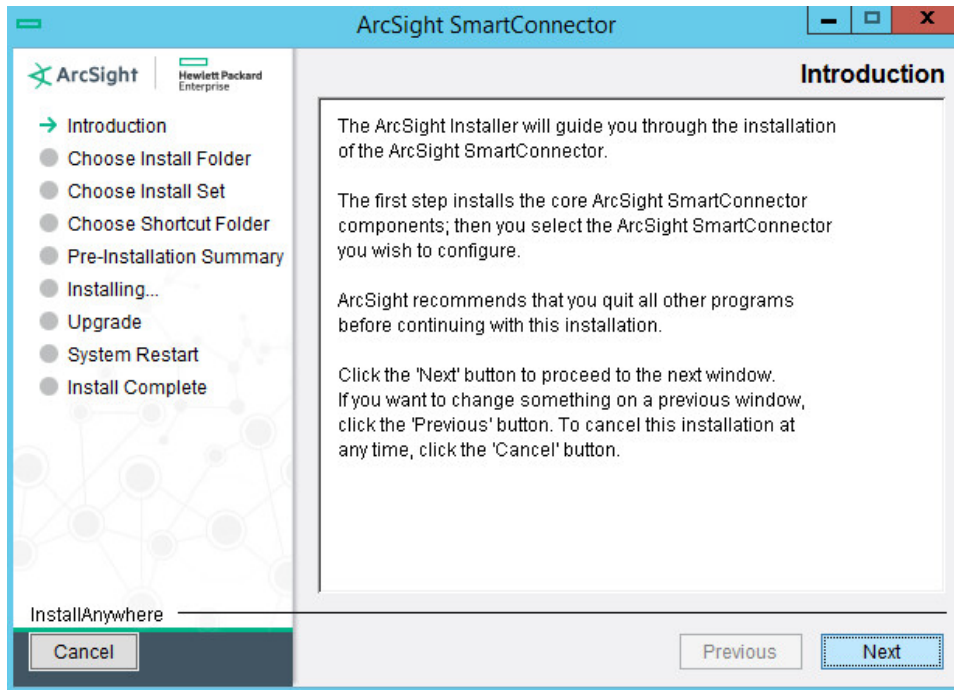 ArcSight SmartConnector
ArcSight
Hewlett Packard
Enterprise
Introduction
Introduction
Choose Install Folder
Choose Install Set
Choose Shortcut Folder
Pre-Installation Summary
Installing...
Upgrade
System Restart
Install Complete
The ArcSight Installer will guide you through the installation
of the ArcSight SmartConnector.
The first step installs the core ArcSight SmartConnector
components; then you select the ArcSight SmartConnector
you wish to configure.
ArcSight recommends that you quit all other programs
before continuing with this installation.
Click the 'Next' button to proceed to the next window.
If you want to change something on a previous window,
click the 'Previous' button. To cancel this installation at
any time, click the 'Cancel' button.
InstallAnywhere
Cancel
Previous
Next